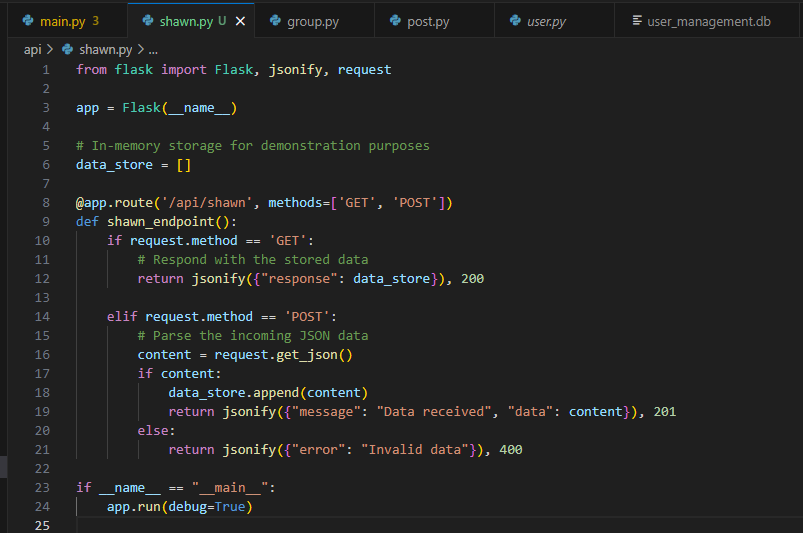 main.py 3 shawn.py U × group.py post.py user.py user_management.db
api > shawn.py > ...
1 from flask import Flask, jsonify, request
2
3 app = Flask(__name__)
4
5 # In-memory storage for demonstration purposes
6 data_store = []
7
8 @app.route('/api/shawn', methods=['GET', 'POST'])
9 def shawn_endpoint():
10     if request.method == 'GET':
11         # Respond with the stored data
12         return jsonify({"response": data_store}), 200
13
14     elif request.method == 'POST':
15         # Parse the incoming JSON data
16         content = request.get_json()
17         if content:
18             data_store.append(content)
19             return jsonify({"message": "Data received", "data": content}), 201
20         else:
21             return jsonify({"error": "Invalid data"}), 400
22
23 if __name__ == "__main__":
24     app.run(debug=True)
25